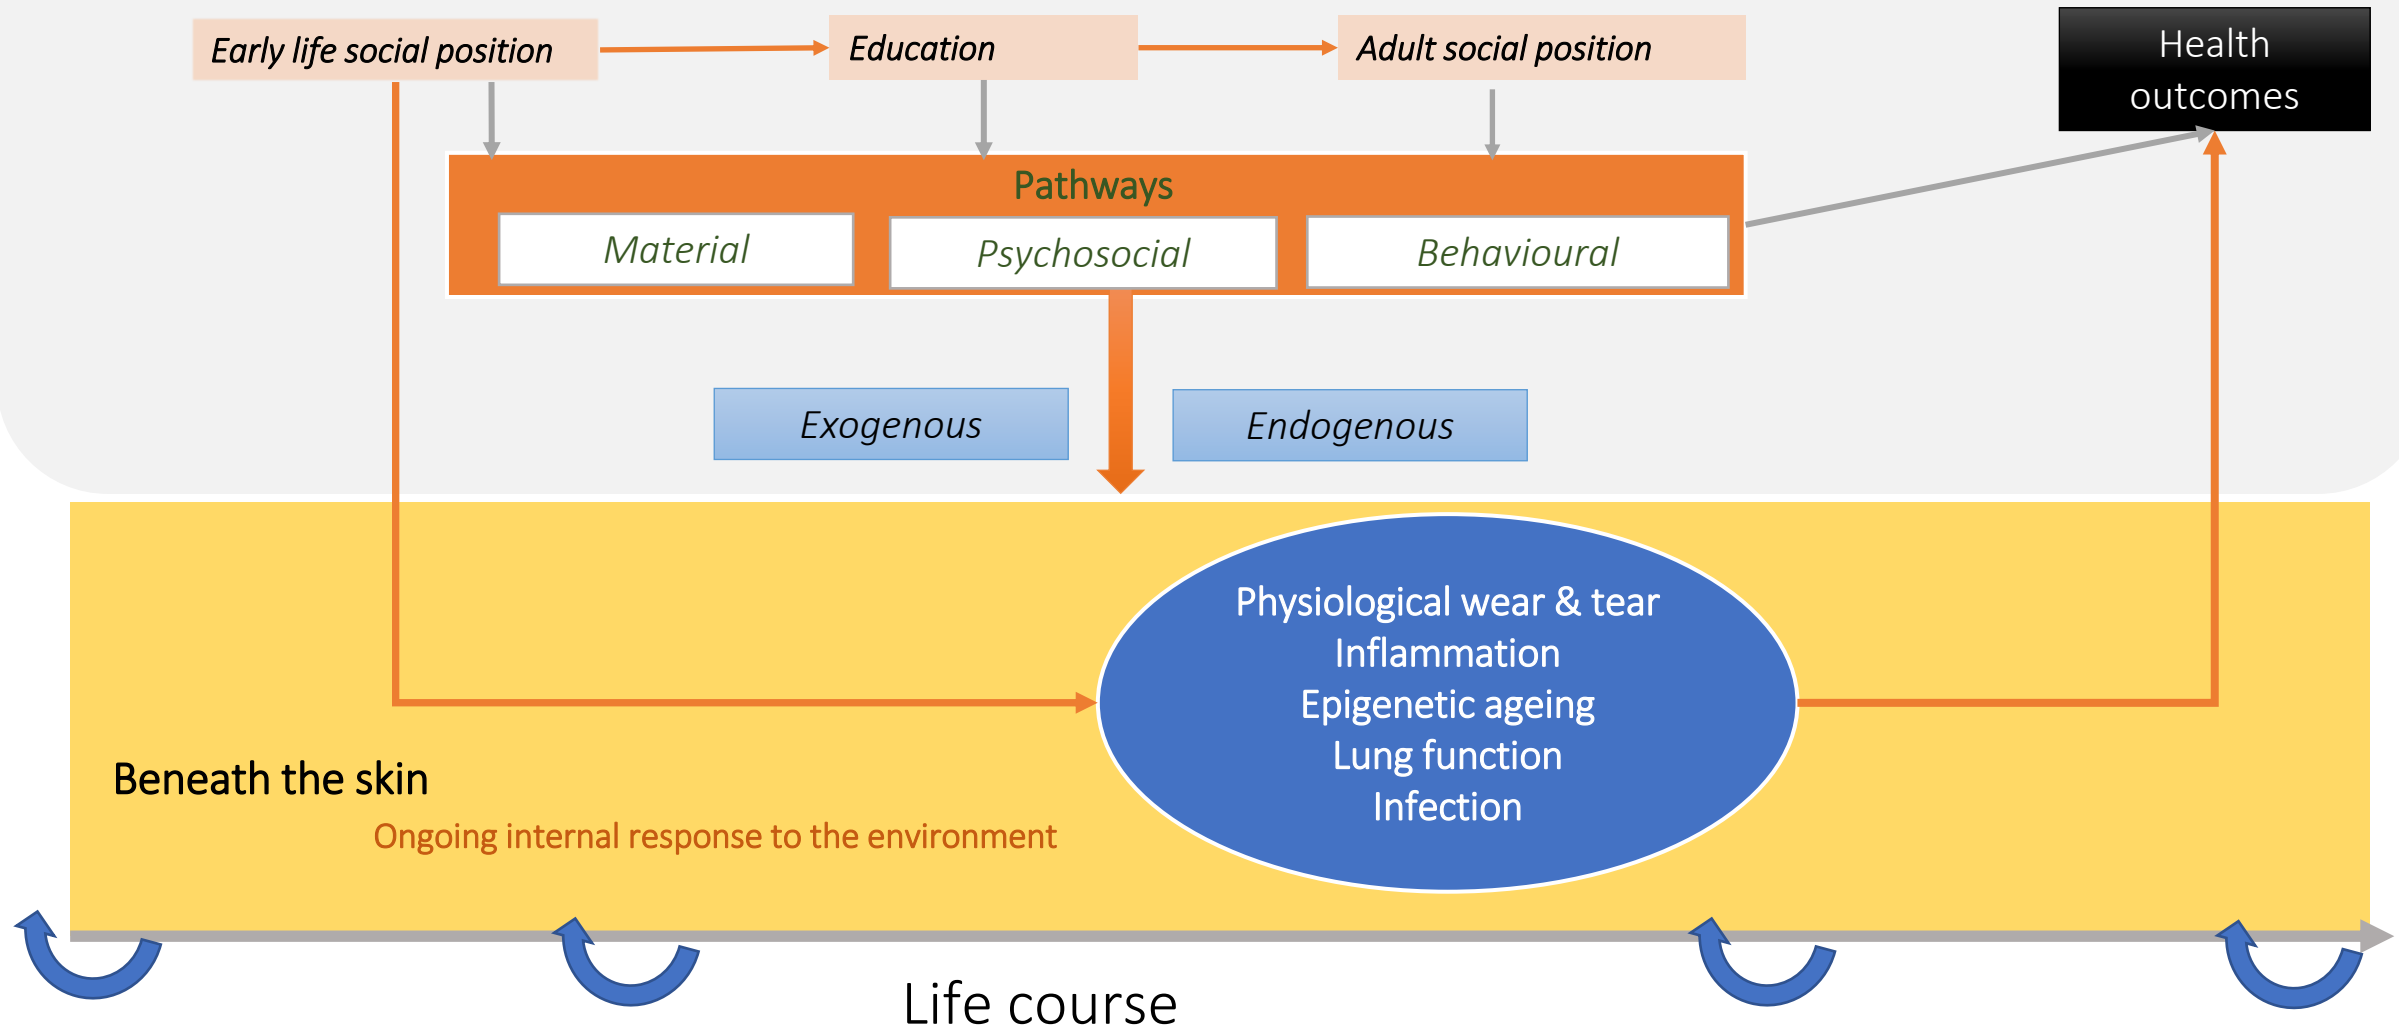 Early life social position
Education
Adult social position
Health
outcomes
Pathways
Material
Psychosocial
Behavioural
Exogenous
Endogenous
Physiological wear & tear
Inflammation
Epigenetic ageing
Lung function
Infection
Beneath the skin
Ongoing internal response to the environment
Life course